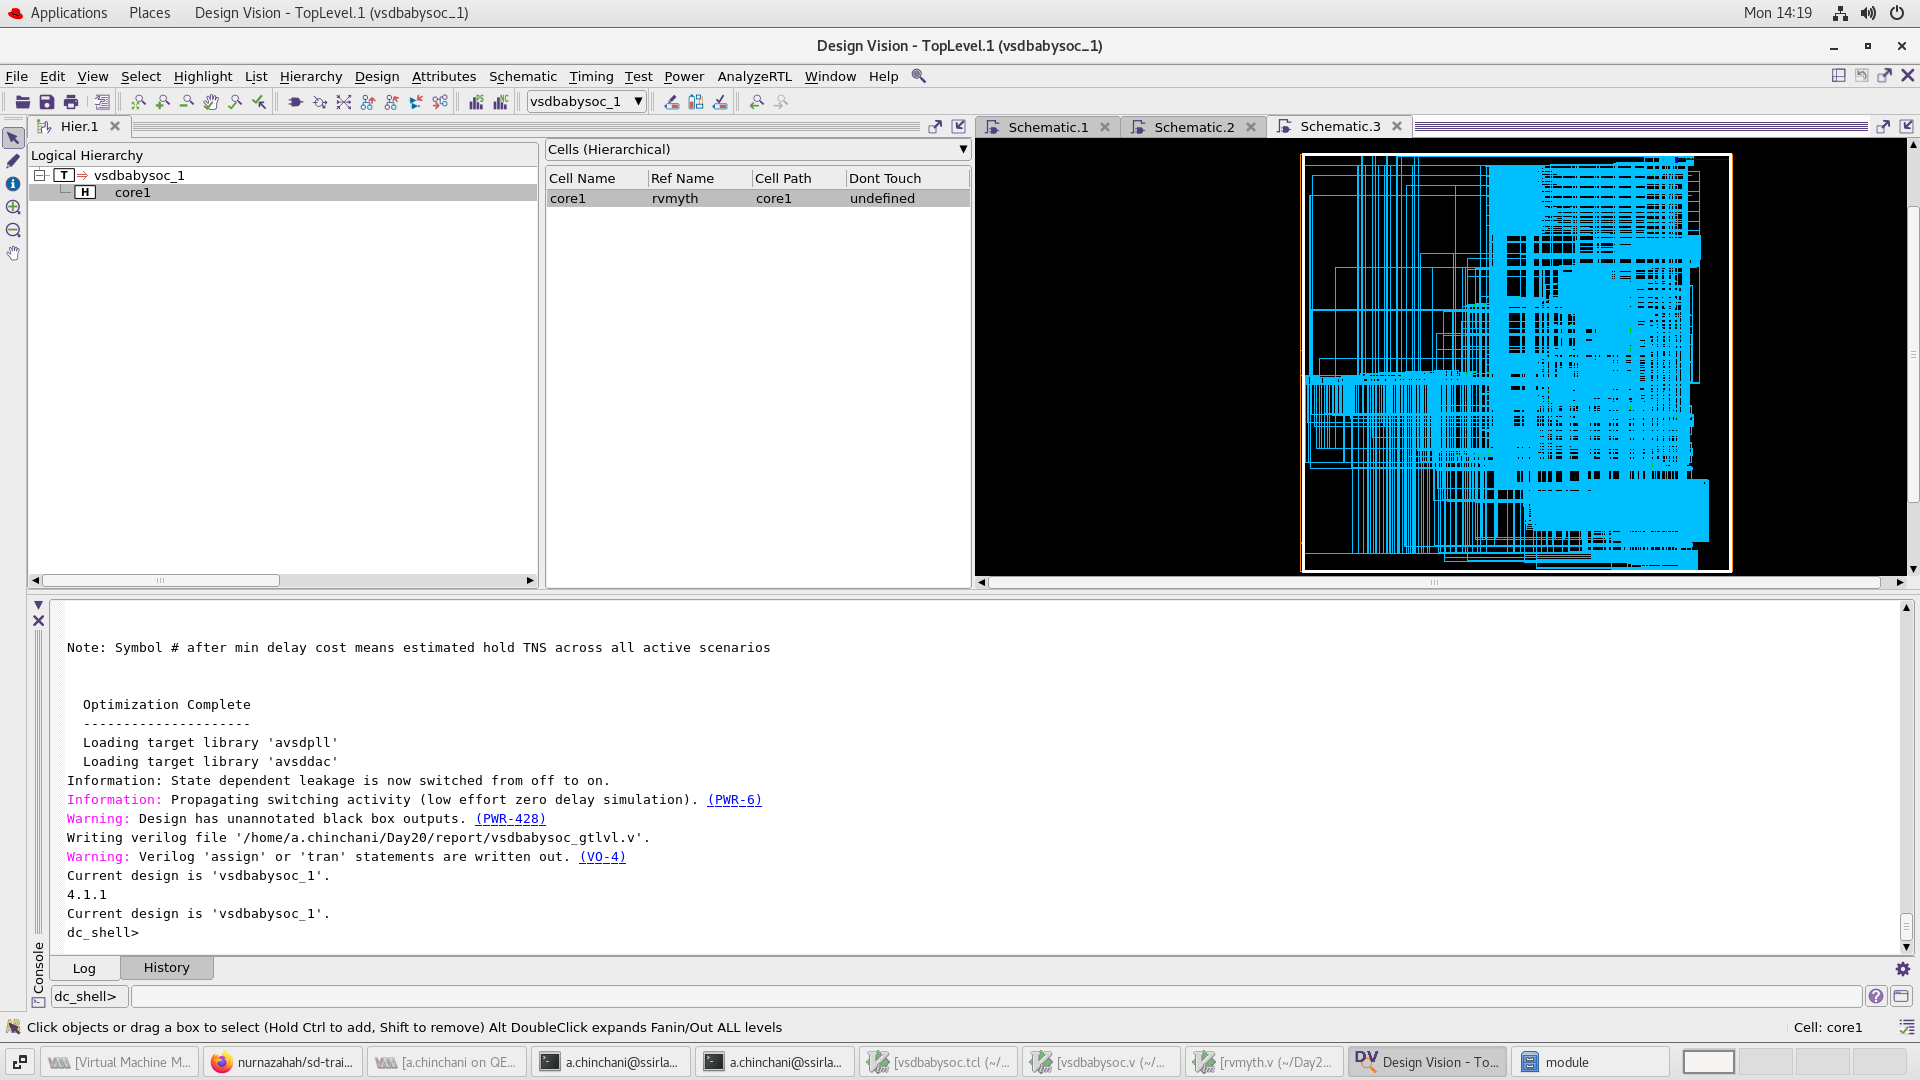 Applications Places Design Vision - TopLevel.1 (vsdbabysoc_1) Mon 14:19
Design Vision - TopLevel.1 (vsdbabysoc_1)
File Edit View Select Highlight List Hierarchy Design Attributes Schematic Timing Test Power AnalyzeRTL Window Help
vsdbabysoc_1
Hier.1 Schematic.1 Schematic.2 Schematic.3
Logical Hierarchy
T vsdbabysoc_1
H core1
Cells (Hierarchical)
Cell Name Ref Name Cell Path Dont Touch
core1 rvmyth core1 undefined
Note: Symbol # after min delay cost means estimated hold TNS across all active scenarios
Optimization Complete
---------------------
Loading target library 'avsdpll'
Loading target library 'avsddac'
Information: State dependent leakage is now switched from off to on.
Information: Propagating switching activity (low effort zero delay simulation). (PWR-6)
Warning: Design has unannotated black box outputs. (PWR-428)
Writing verilog file '/home/a.chinchani/Day20/report/vsdbabysoc_gtlvl.v'.
Warning: Verilog 'assign' or 'tran' statements are written out. (VO-4)
Current design is 'vsdbabysoc_1'.
4.1.1
Current design is 'vsdbabysoc_1'.
dc_shell>
Console
Log History
dc_shell>
Click objects or drag a box to select (Hold Ctrl to add, Shift to remove) Alt DoubleClick expands Fanin/Out ALL levels Cell: core1
[Virtual Machine M... nurnazahah/sd-trai... [a.chinchani on QE... a.chinchani@ssirla... a.chinchani@ssirla... [vsdbabysoc.tcl (~/... [vsdbabysoc.v (~/... [rvmyth.v (~/Day2... DV Design Vision - To... module